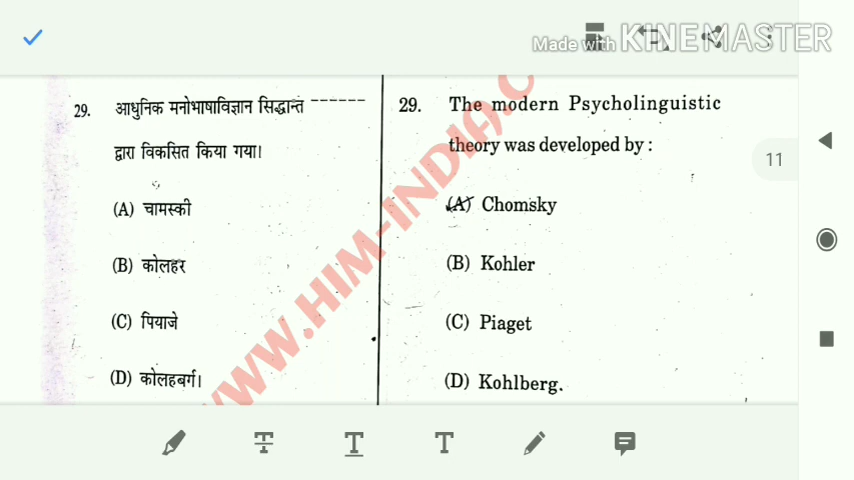 Made with KINEMASTER
29. आधुनिक मनोभाषाविज्ञान सिद्धान्त ------
द्वारा विकसित किया गया।
(A) चामस्की
(B) कोलहर
(C) पियाजे
(D) कोलहबर्ग।
29. The modern Psycholinguistic
theory was developed by :
(A) Chomsky
(B) Kohler
(C) Piaget
(D) Kohlberg.
11
WWW.HIM-INDIA.C
T T T